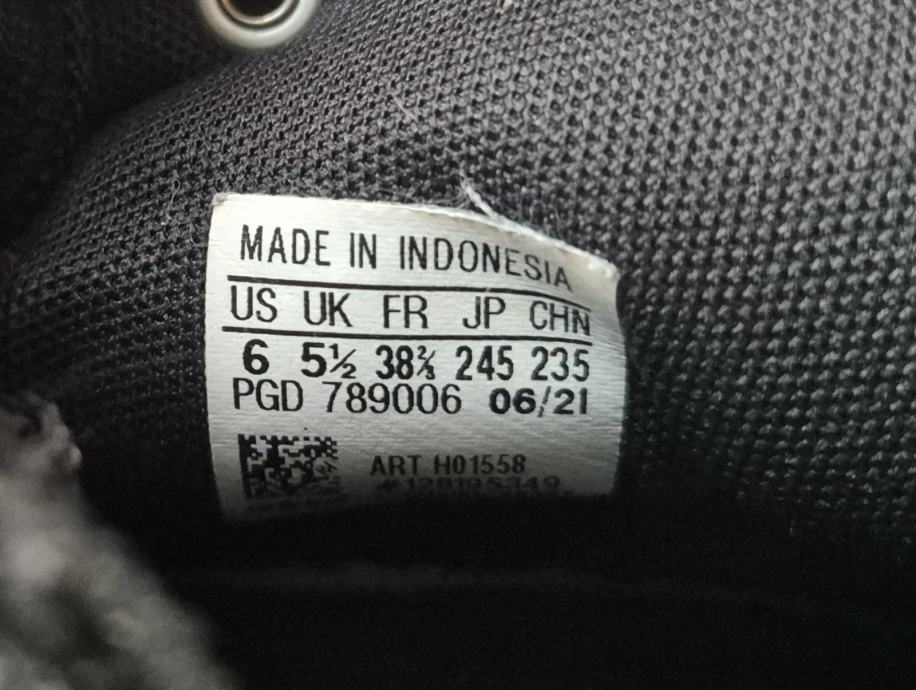 MADE IN INDONESIA
US UK FR JP CHN
6 5½ 38⅔ 245 235
PGD 789006 06/21
ART H01558